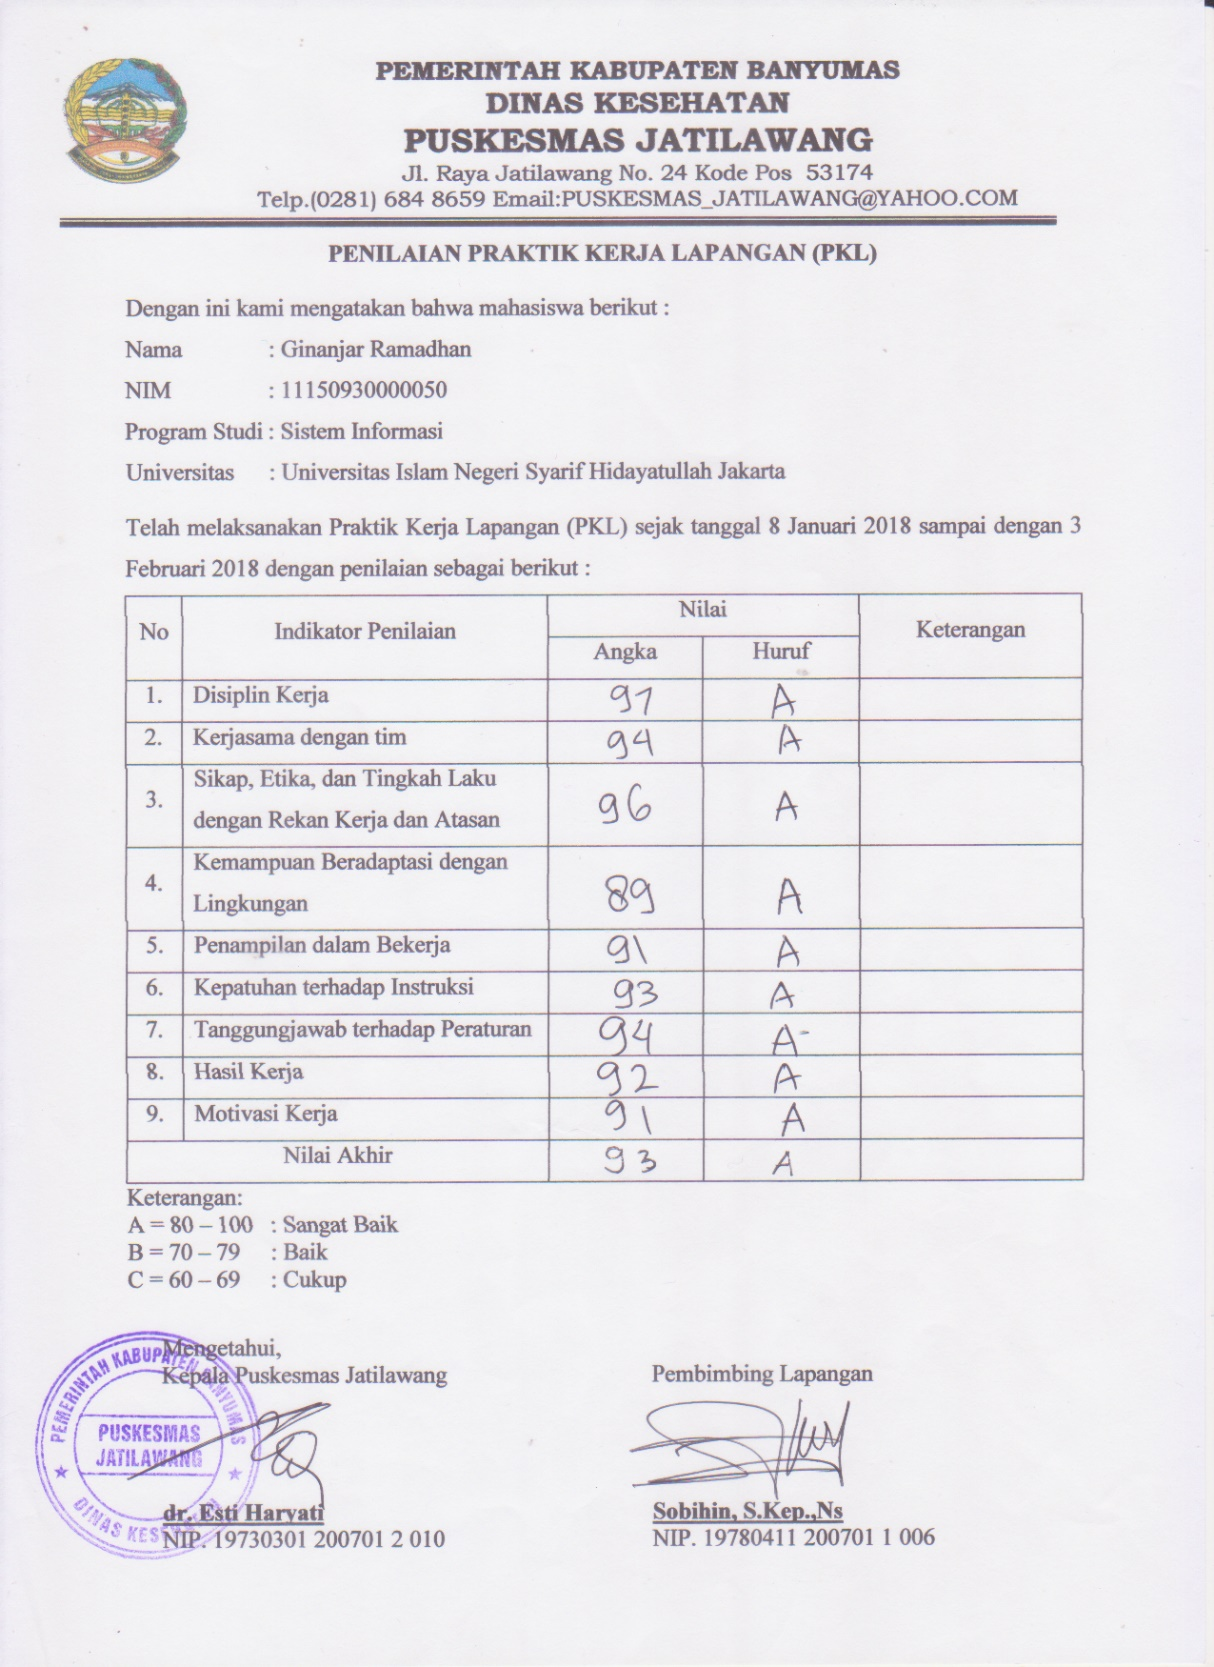 PEMERINTAH KABUPATEN BANYUMAS
DINAS KESEHATAN
PUSKESMAS JATILAWANG
Jl. Raya Jatilawang No. 24 Kode Pos 53174
Telp.(0281) 684 8659 Email:PUSKESMAS_JATILAWANG@YAHOO.COM
PENILAIAN PRAKTIK KERJA LAPANGAN (PKL)
Dengan ini kami mengatakan bahwa mahasiswa berikut :
Nama : Ginanjar Ramadhan
NIM : 11150930000050
Program Studi : Sistem Informasi
Universitas : Universitas Islam Negeri Syarif Hidayatullah Jakarta
Telah melaksanakan Praktik Kerja Lapangan (PKL) sejak tanggal 8 Januari 2018 sampai dengan 3
Februari 2018 dengan penilaian sebagai berikut :
No Indikator Penilaian Nilai Keterangan
Angka Huruf
1. Disiplin Kerja 97 A
2. Kerjasama dengan tim 94 A
3. Sikap, Etika, dan Tingkah Laku
dengan Rekan Kerja dan Atasan 96 A
4. Kemampuan Beradaptasi dengan
Lingkungan 89 A
5. Penampilan dalam Bekerja 91 A
6. Kepatuhan terhadap Instruksi 93 A
7. Tanggungjawab terhadap Peraturan 94 A
8. Hasil Kerja 92 A
9. Motivasi Kerja 91 A
Nilai Akhir 93 A
Keterangan:
A = 80 – 100 : Sangat Baik
B = 70 – 79 : Baik
C = 60 – 69 : Cukup
Mengetahui,
Kepala Puskesmas Jatilawang
PEMERINTAH KABUPATEN BANYUMAS
PUSKESMAS
JATILAWANG
DINAS KESEHATAN
dr. Esti Haryati
NIP. 19730301 200701 2 010
Pembimbing Lapangan
Sobihin, S.Kep.,Ns
NIP. 19780411 200701 1 006